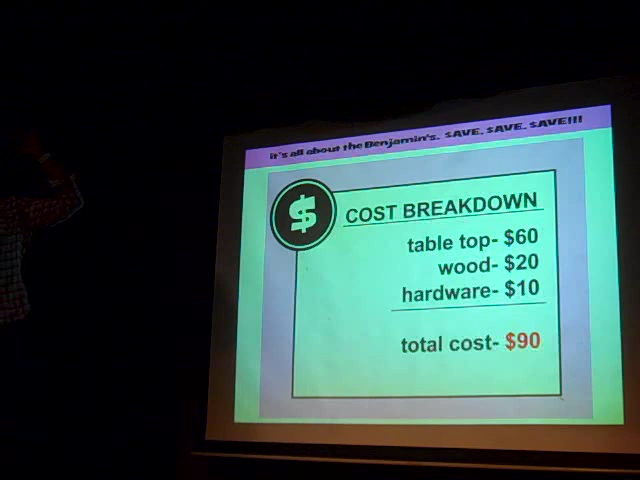 it's all about the Benjamin's. $AVE. $AVE. $AVE!!!
$
COST BREAKDOWN
table top- $60
wood- $20
hardware- $10
total cost- $90